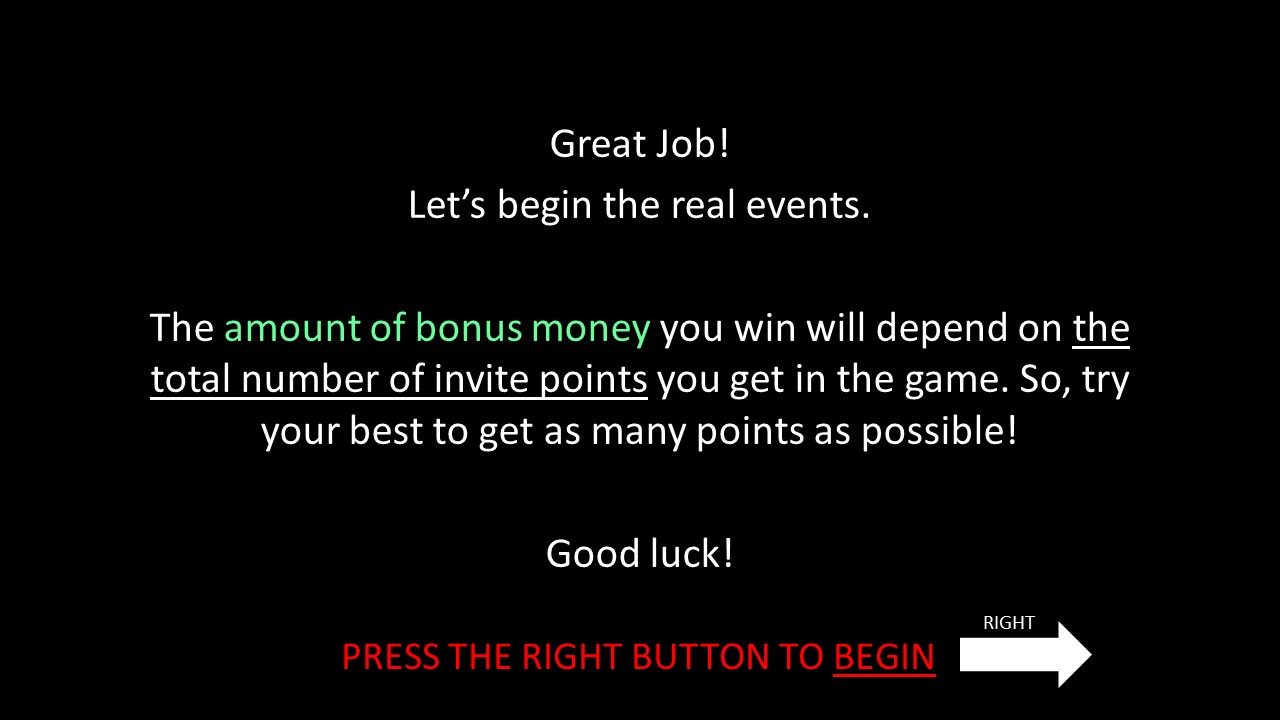 Great Job!
Let’s begin the real events.
The amount of bonus money you win will depend on the
total number of invite points you get in the game. So, try
your best to get as many points as possible!
Good luck!
RIGHT
PRESS THE RIGHT BUTTON TO BEGIN